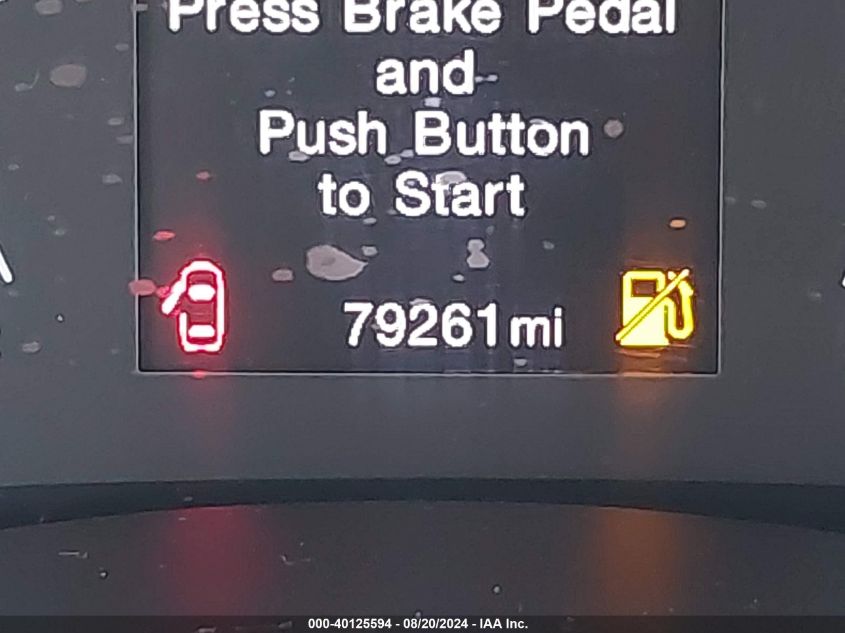 Press Brake Pedal
and
Push Button
to Start
79261 mi
000-40125594 - 08/20/2024 - IAA Inc.